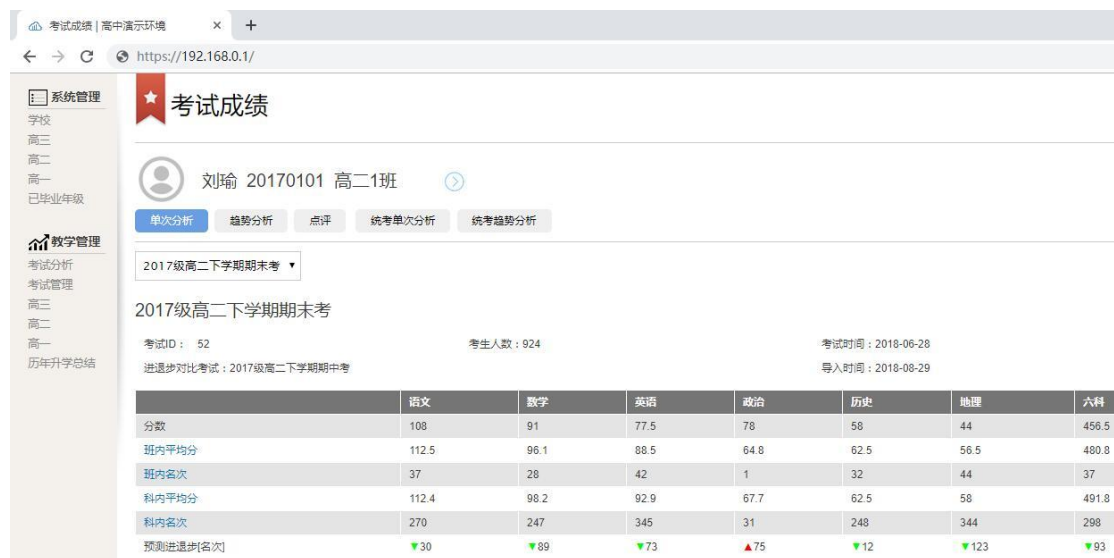 考试成绩 | 高中演示环境 × +
https://192.168.0.1/
系统管理
学校
高三
高二
高一
已毕业年级
教学管理
考试分析
考试管理
高三
高二
高一
历年升学总结
考试成绩
刘瑜 20170101 高二1班
单次分析 趋势分析 点评 统考单次分析 统考趋势分析
2017级高二下学期期末考 ▼
2017级高二下学期期末考
考试ID： 52 考生人数：924 考试时间：2018-06-28
进退步对比考试：2017级高二下学期期中考 导入时间：2018-08-29
语文 数学 英语 政治 历史 地理 六科
分数 108 91 77.5 78 58 44 456.5
班内平均分 112.5 96.1 88.5 64.8 62.5 56.5 480.8
班内名次 37 28 42 1 32 44 37
科内平均分 112.4 98.2 92.9 67.7 62.5 58 491.8
科内名次 270 247 345 31 248 344 298
预测进退步[名次] ▼30 ▼89 ▼73 ▲75 ▼12 ▼123 ▼93